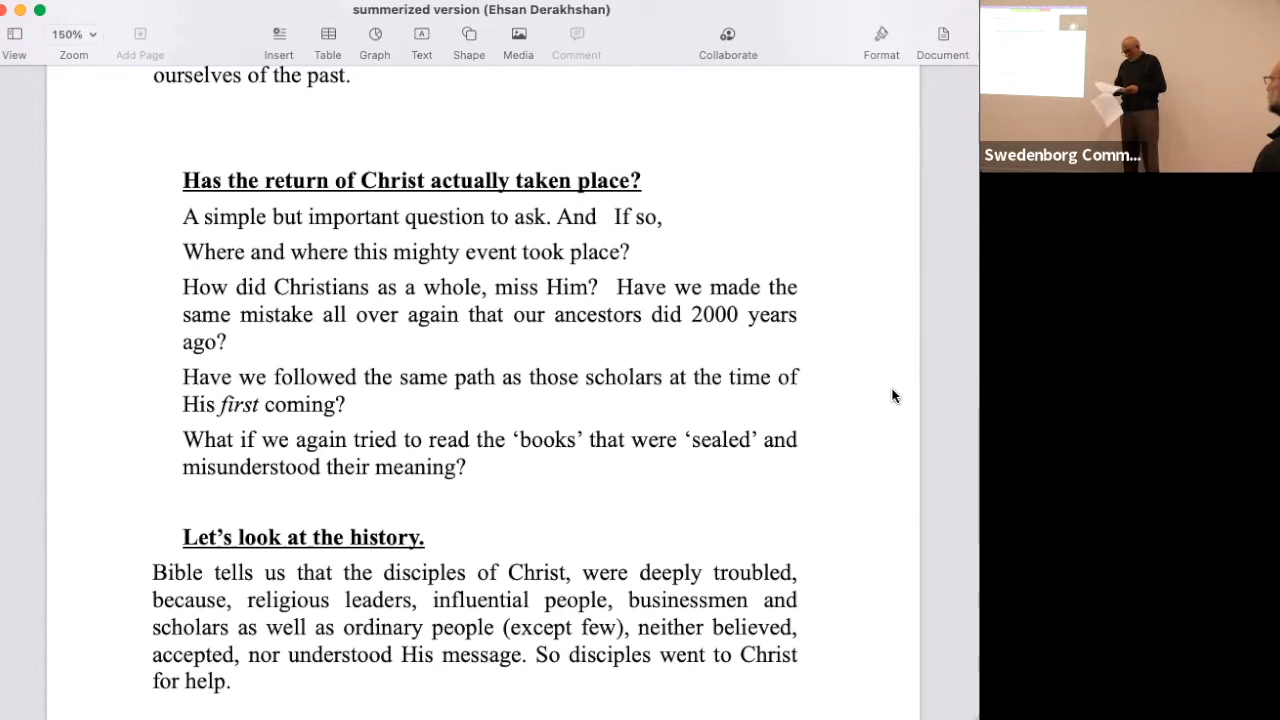 summerized version (Ehsan Derakhshan)
150%
View
Zoom
Add Page
Insert
Table
Graph
Text
Shape
Media
Comment
Collaborate
Format
Document
ourselves of the past.
Has the return of Christ actually taken place?
A simple but important question to ask. And If so,
Where and where this mighty event took place?
How did Christians as a whole, miss Him? Have we made the
same mistake all over again that our ancestors did 2000 years
ago?
Have we followed the same path as those scholars at the time of
His first coming?
What if we again tried to read the ‘books’ that were ‘sealed’ and
misunderstood their meaning?
Let’s look at the history.
Bible tells us that the disciples of Christ, were deeply troubled,
because, religious leaders, influential people, businessmen and
scholars as well as ordinary people (except few), neither believed,
accepted, nor understood His message. So disciples went to Christ
for help.
Swedenborg Comm...